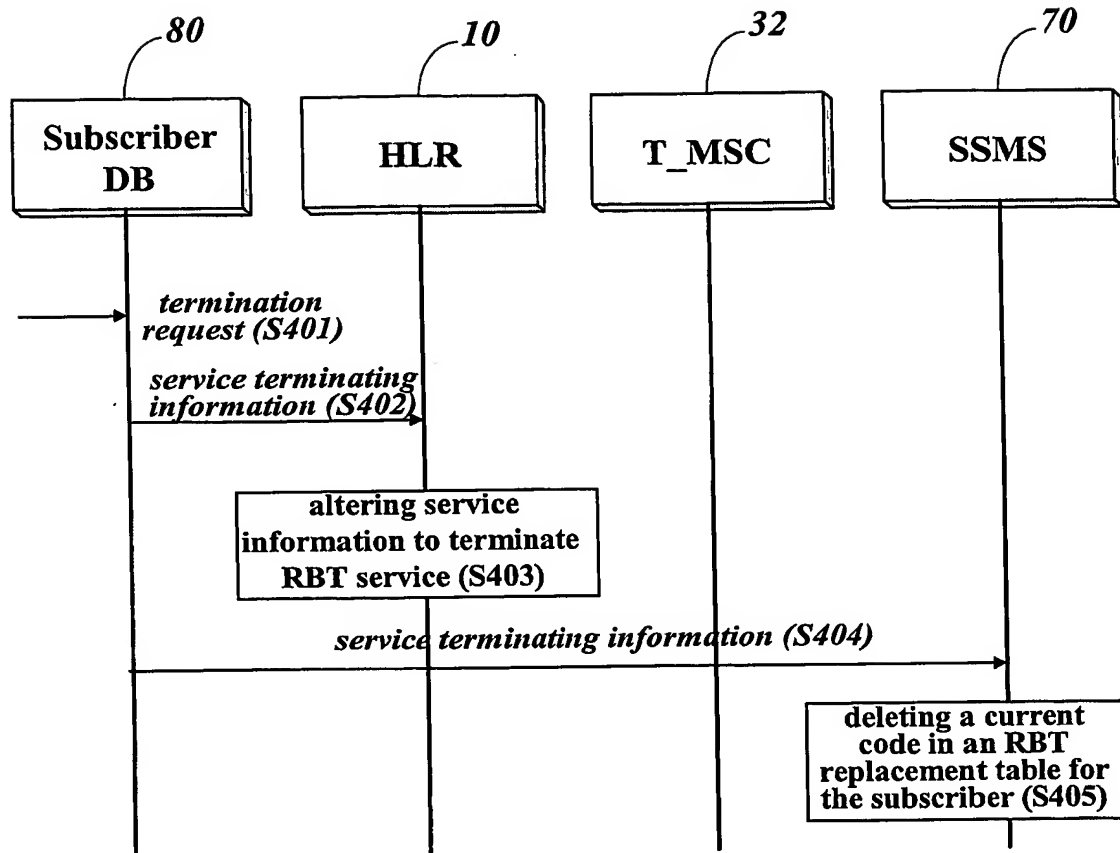 80
10
32
70
Subscriber
DB
HLR
T_MSC
SSMS
termination
request (S401)
service terminating
information (S402)
altering service
information to terminate
RBT service (S403)
service terminating information (S404)
deleting a current
code in an RBT
replacement table for
the subscriber (S405)